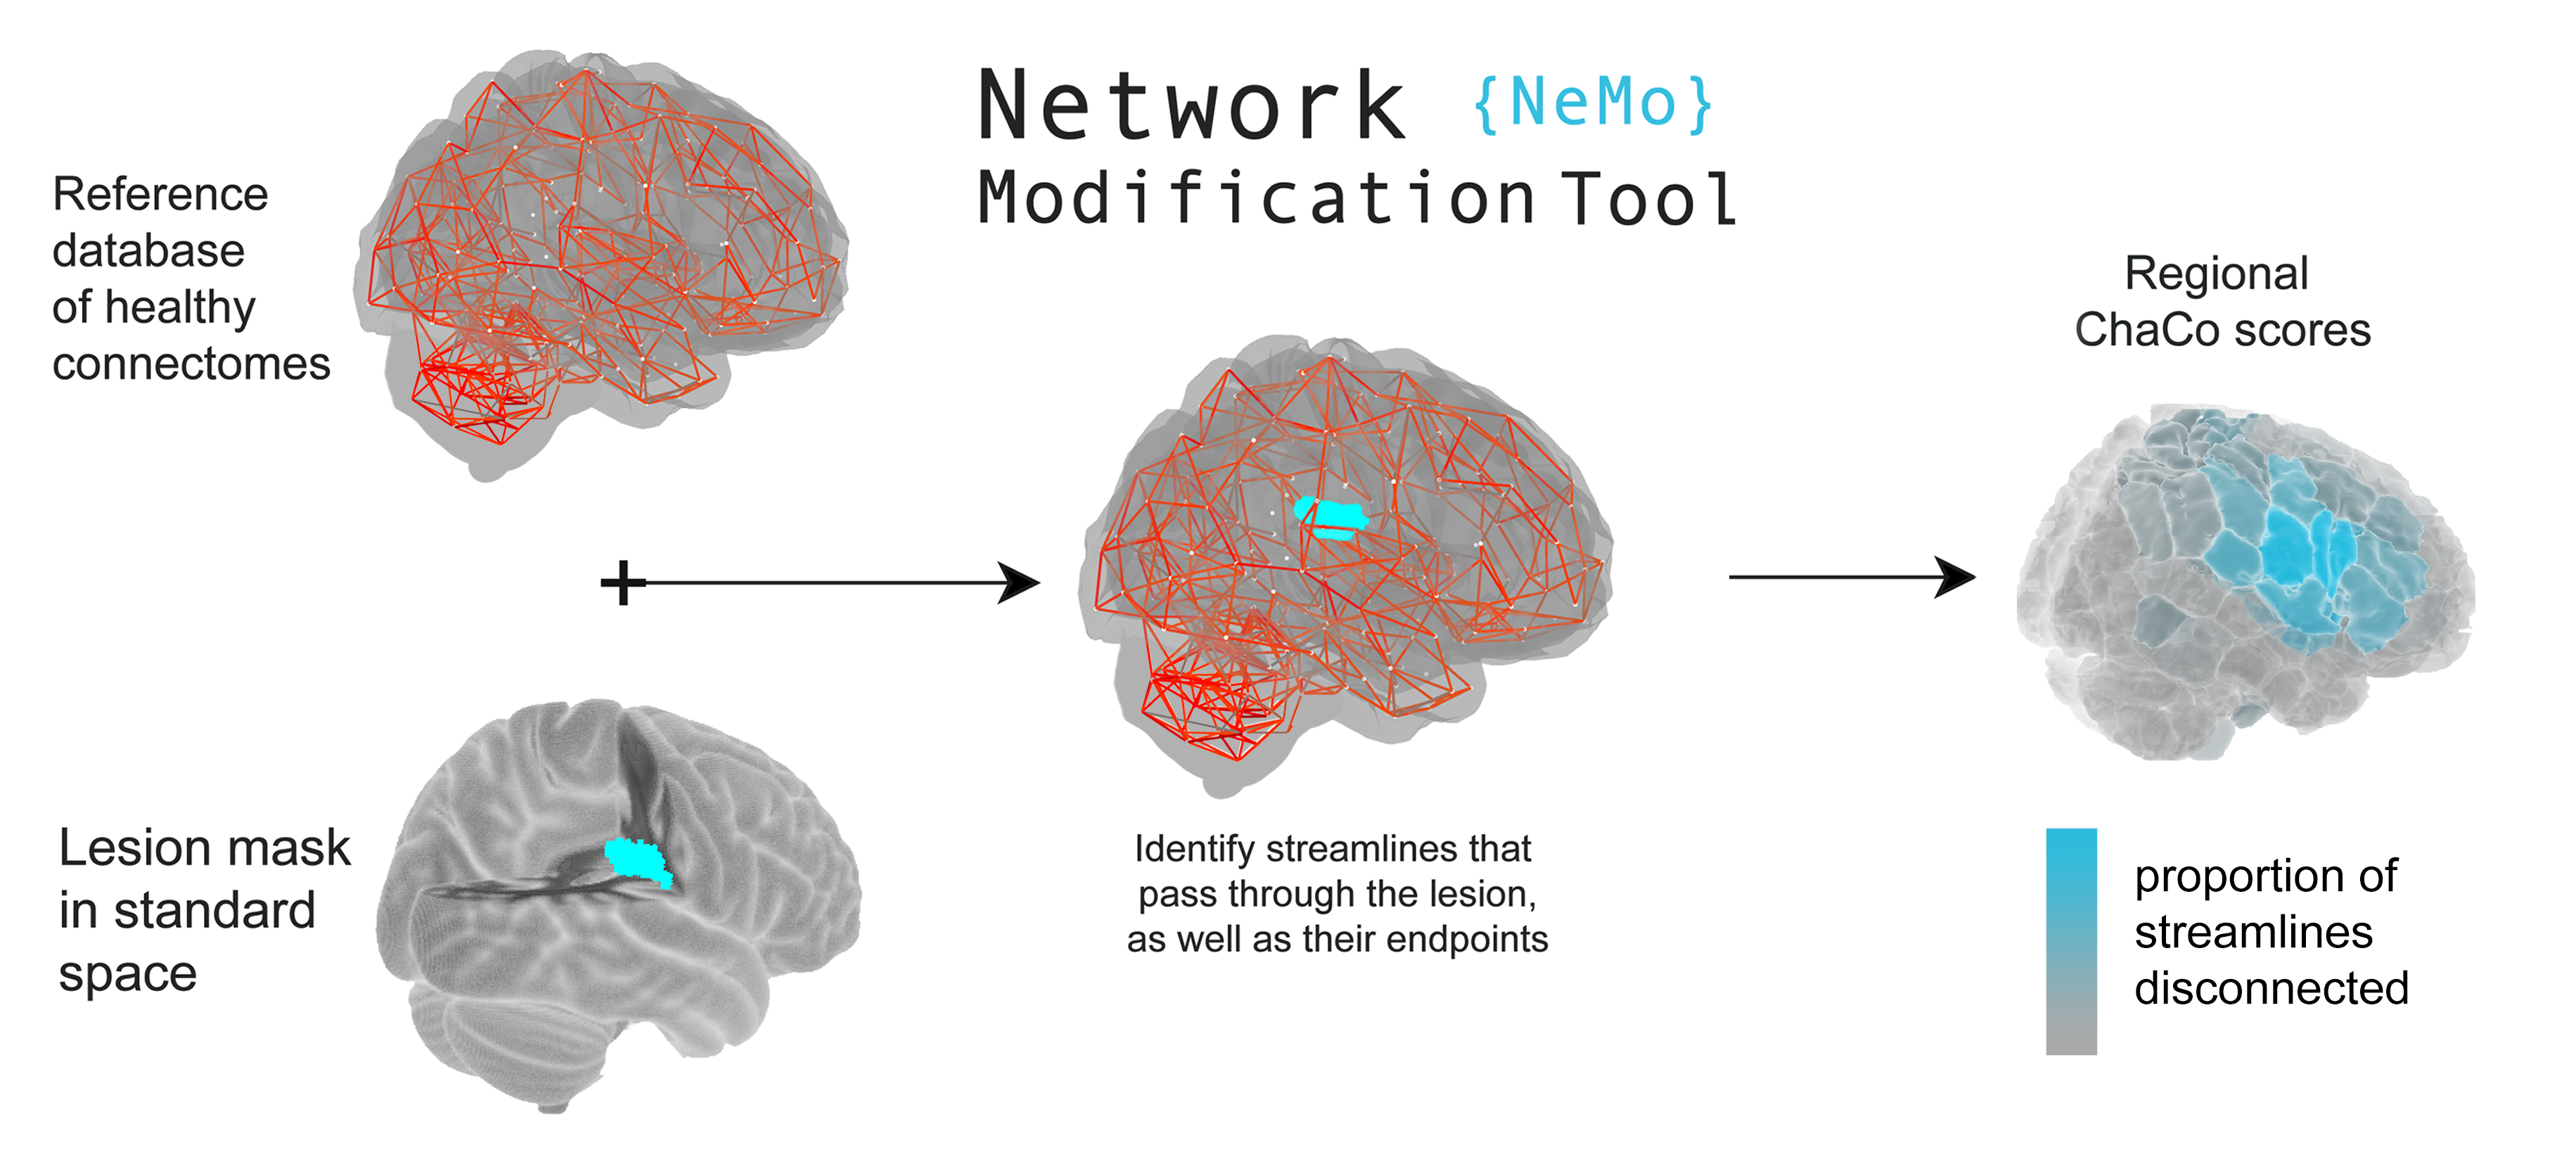 Network {NeMo}
Modification Tool
Reference
database
of healthy
connectomes
Lesion mask
in standard
space
Identify streamlines that
pass through the lesion,
as well as their endpoints
Regional
ChaCo scores
proportion of
streamlines
disconnected